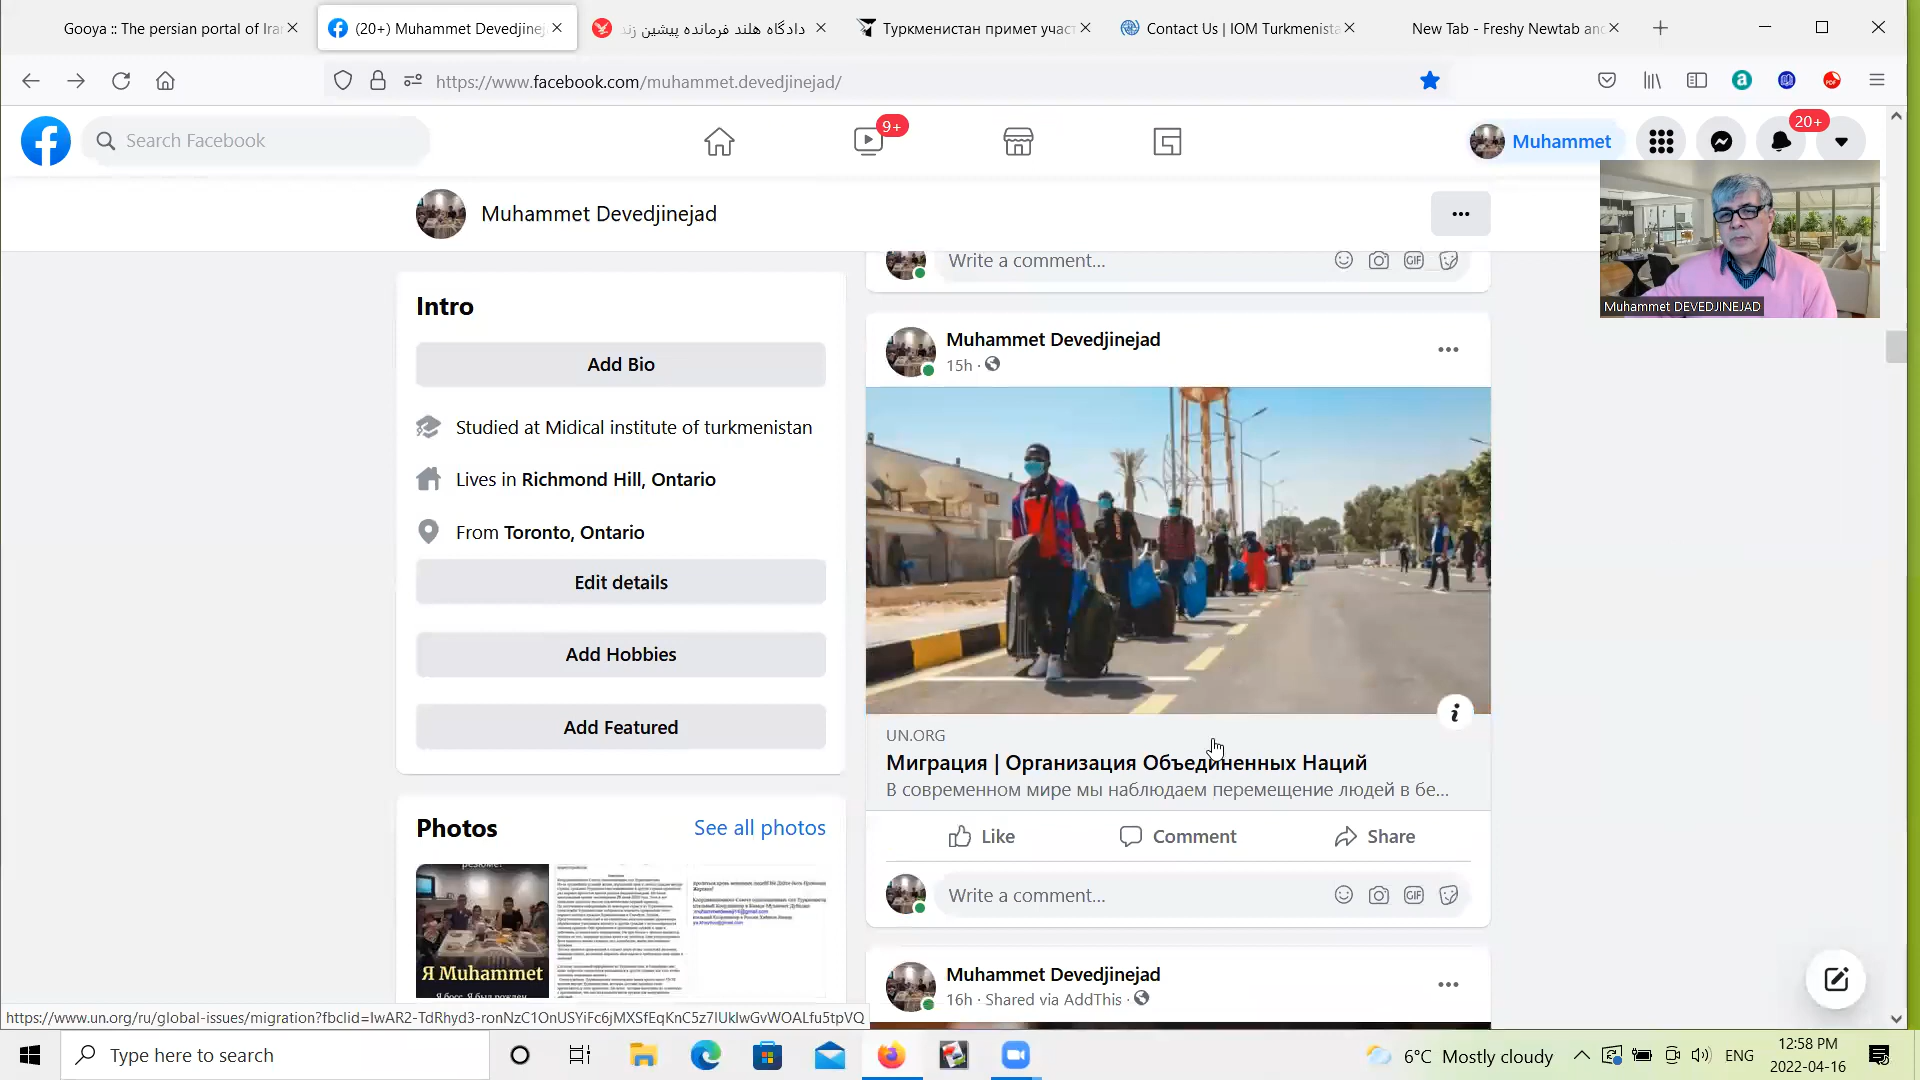 Gooya :: The persian portal of Ira
(20+) Muhammet Devedjinejad
دادگاه هلند فرمانده پیشین زند
Туркменистан примет участ
Contact Us | IOM Turkmenista
New Tab - Freshy Newtab and
https://www.facebook.com/muhammet.devedjinejad/
Search Facebook
9+
Muhammet
20+
Muhammet Devedjinejad
Muhammet DEVEDJINEJAD
Write a comment...
GIF
Intro
Add Bio
Studied at Midical institute of turkmenistan
Lives in Richmond Hill, Ontario
From Toronto, Ontario
Edit details
Add Hobbies
Add Featured
Photos
See all photos
Я Muhammet
Muhammet Devedjinejad
15h ·
UN.ORG
Миграция | Организация Объединенных Наций
В современном мире мы наблюдаем перемещение людей в бе...
Like Comment Share
Write a comment...
GIF
Muhammet Devedjinejad
16h · Shared via AddThis ·
https://www.un.org/ru/global-issues/migration?fbclid=IwAR2-TdRhyd3-ronNzC1OnUSYiFc6jMXSfEqKnC5z7IUkIwGvWOALfu5tpVQ
Type here to search
6°C Mostly cloudy
ENG
12:58 PM
2022-04-16